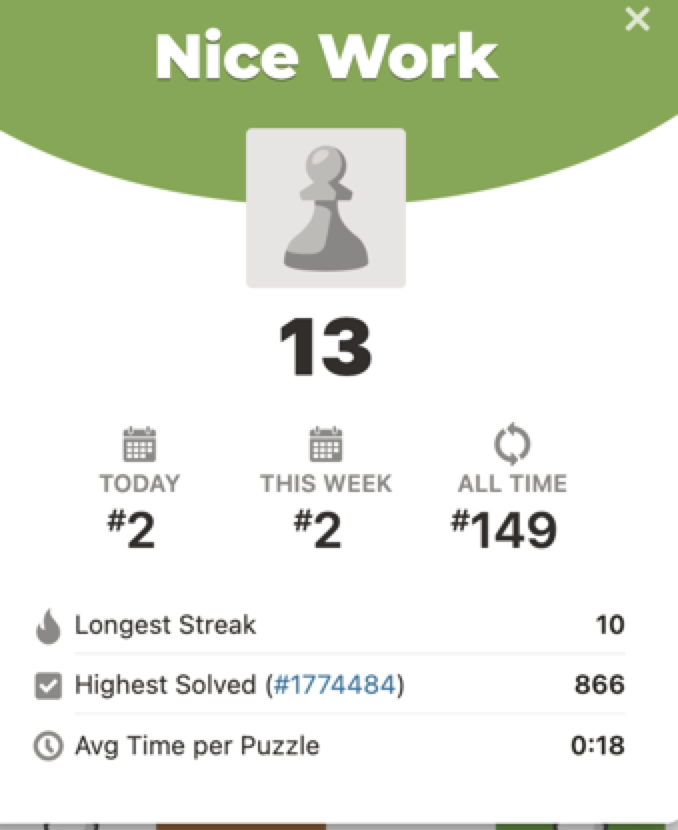 Nice Work
13
TODAY THIS WEEK ALL TIME
#2 #2 #149
Longest Streak 10
Highest Solved (#1774484) 866
Avg Time per Puzzle 0:18